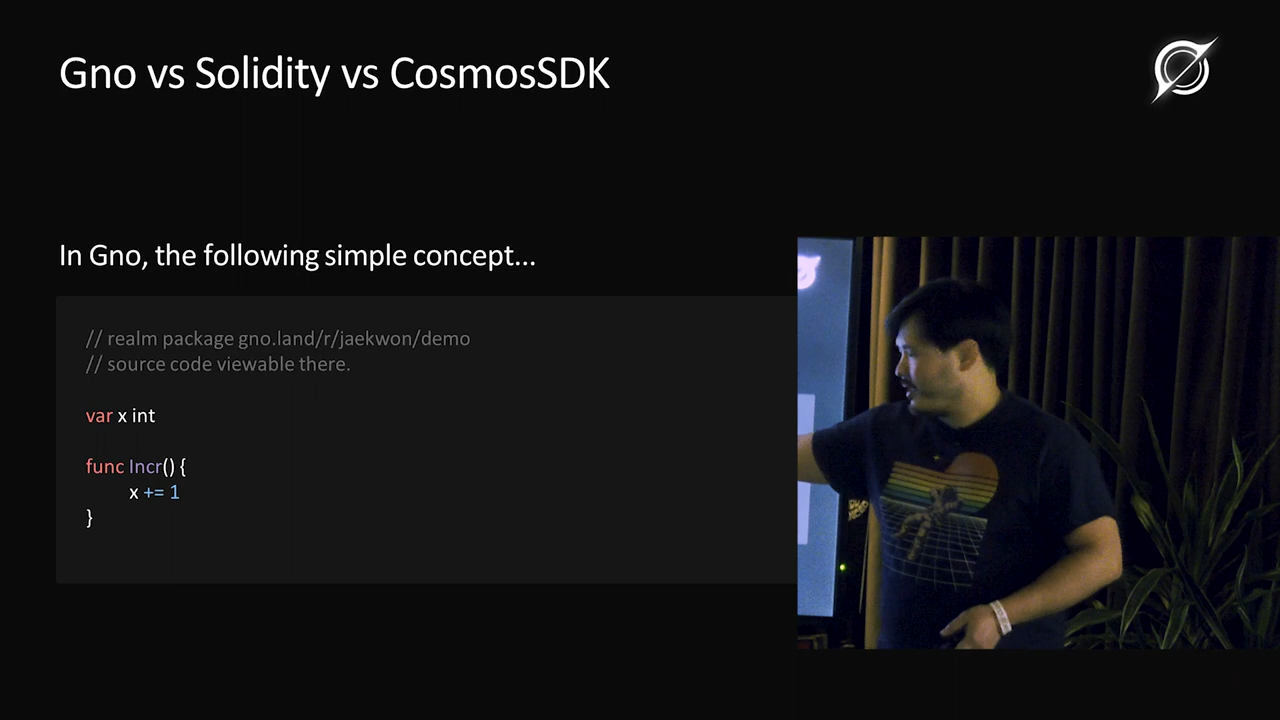 Gno vs Solidity vs CosmosSDK
In Gno, the following simple concept...
// realm package gno.land/r/jaekwon/demo
// source code viewable there.
var x int
func Incr() {
x += 1
}